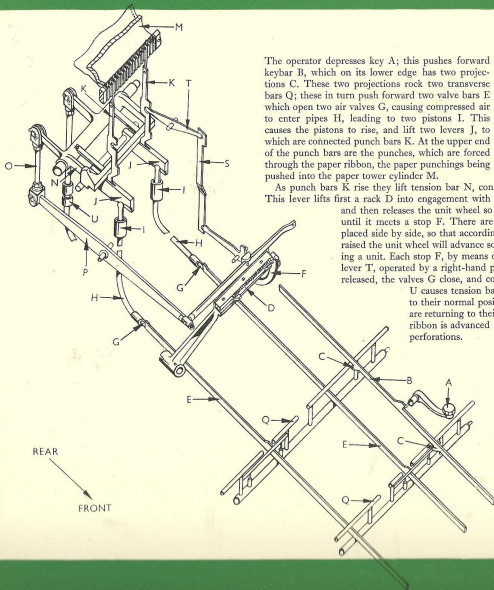 The operator depresses key A; this pushes forward
keybar B, which on its lower edge has two projec-
tions C. These two projections rock two transverse
bars Q; these in turn push forward two valve bars E
which open two air valves G, causing compressed air
to enter pipes H, leading to two pistons I. This
causes the pistons to rise, and lift two levers J, to
which are connected punch bars K. At the upper end
of the punch bars are the punches, which are forced
through the paper ribbon, the paper punchings being
pushed into the paper tower cylinder M.
As punch bars K rise they lift tension bar N, con
This lever lifts first a rack D into engagement with
and then releases the unit wheel so
until it meets a stop F. There are
placed side by side, so that accordin
raised the unit wheel will advance so
ing a unit. Each stop F, by means o
lever T, operated by a right-hand p
released, the valves G close, and co
U causes tension ba
to their normal posi
are returning to thei
ribbon is advanced
perforations.
M
K
T
K
O
J
S
N
I
J
U
I
H
P
G
F
D
H
G
C
B
A
E
Q
C
E
Q
REAR
FRONT